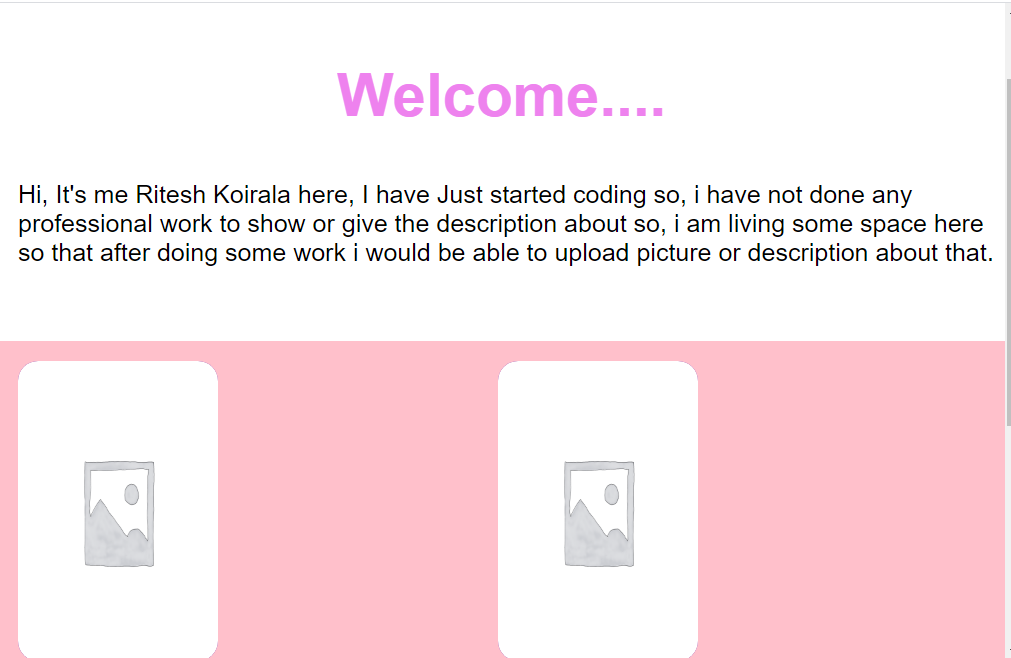 Welcome....
Hi, It's me Ritesh Koirala here, I have Just started coding so, i have not done any
professional work to show or give the description about so, i am living some space here
so that after doing some work i would be able to upload picture or description about that.